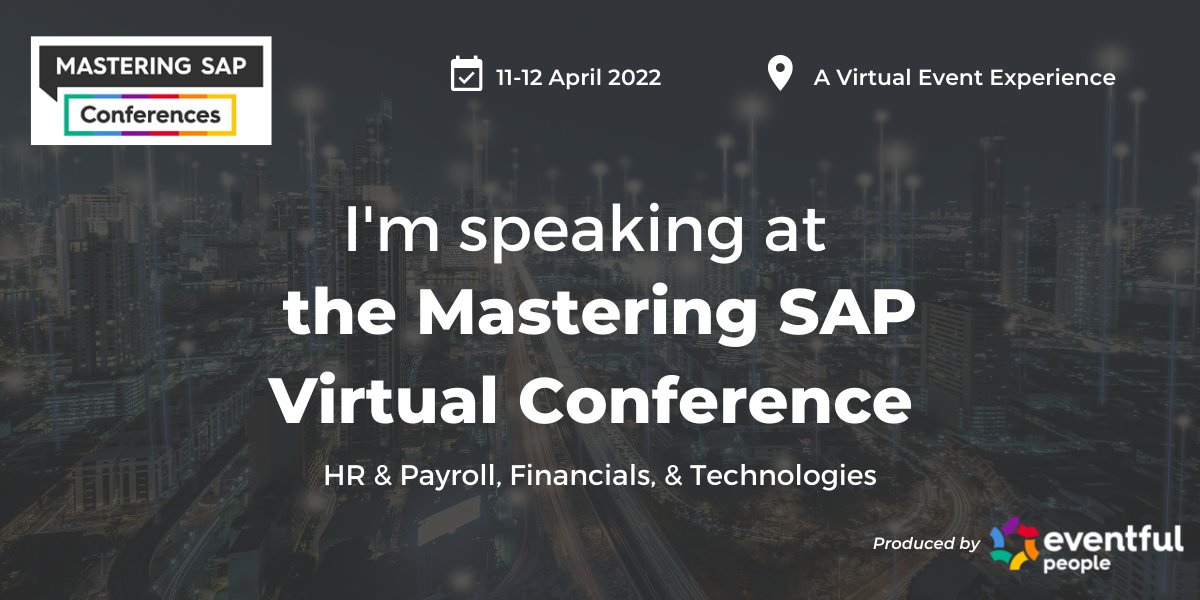 MASTERING SAP
Conferences
11-12 April 2022
A Virtual Event Experience
I'm speaking at
the Mastering SAP
Virtual Conference
HR & Payroll, Financials, & Technologies
Produced by
eventful
people